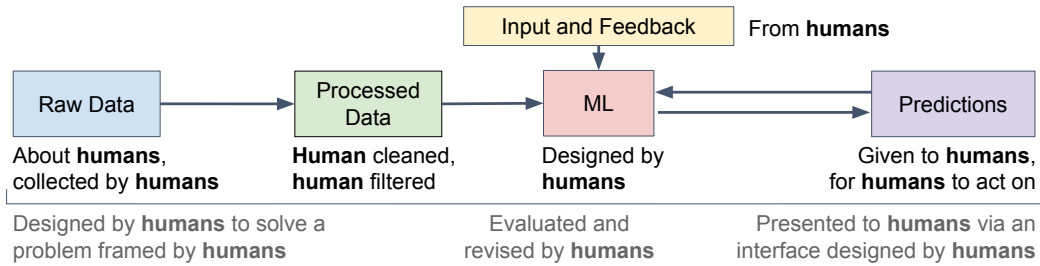 Input and Feedback
From humans
Raw Data
Processed
Data
ML
Predictions
About humans,
collected by humans
Human cleaned,
human filtered
Designed by
humans
Given to humans,
for humans to act on
Designed by humans to solve a
problem framed by humans
Evaluated and
revised by humans
Presented to humans via an
interface designed by humans